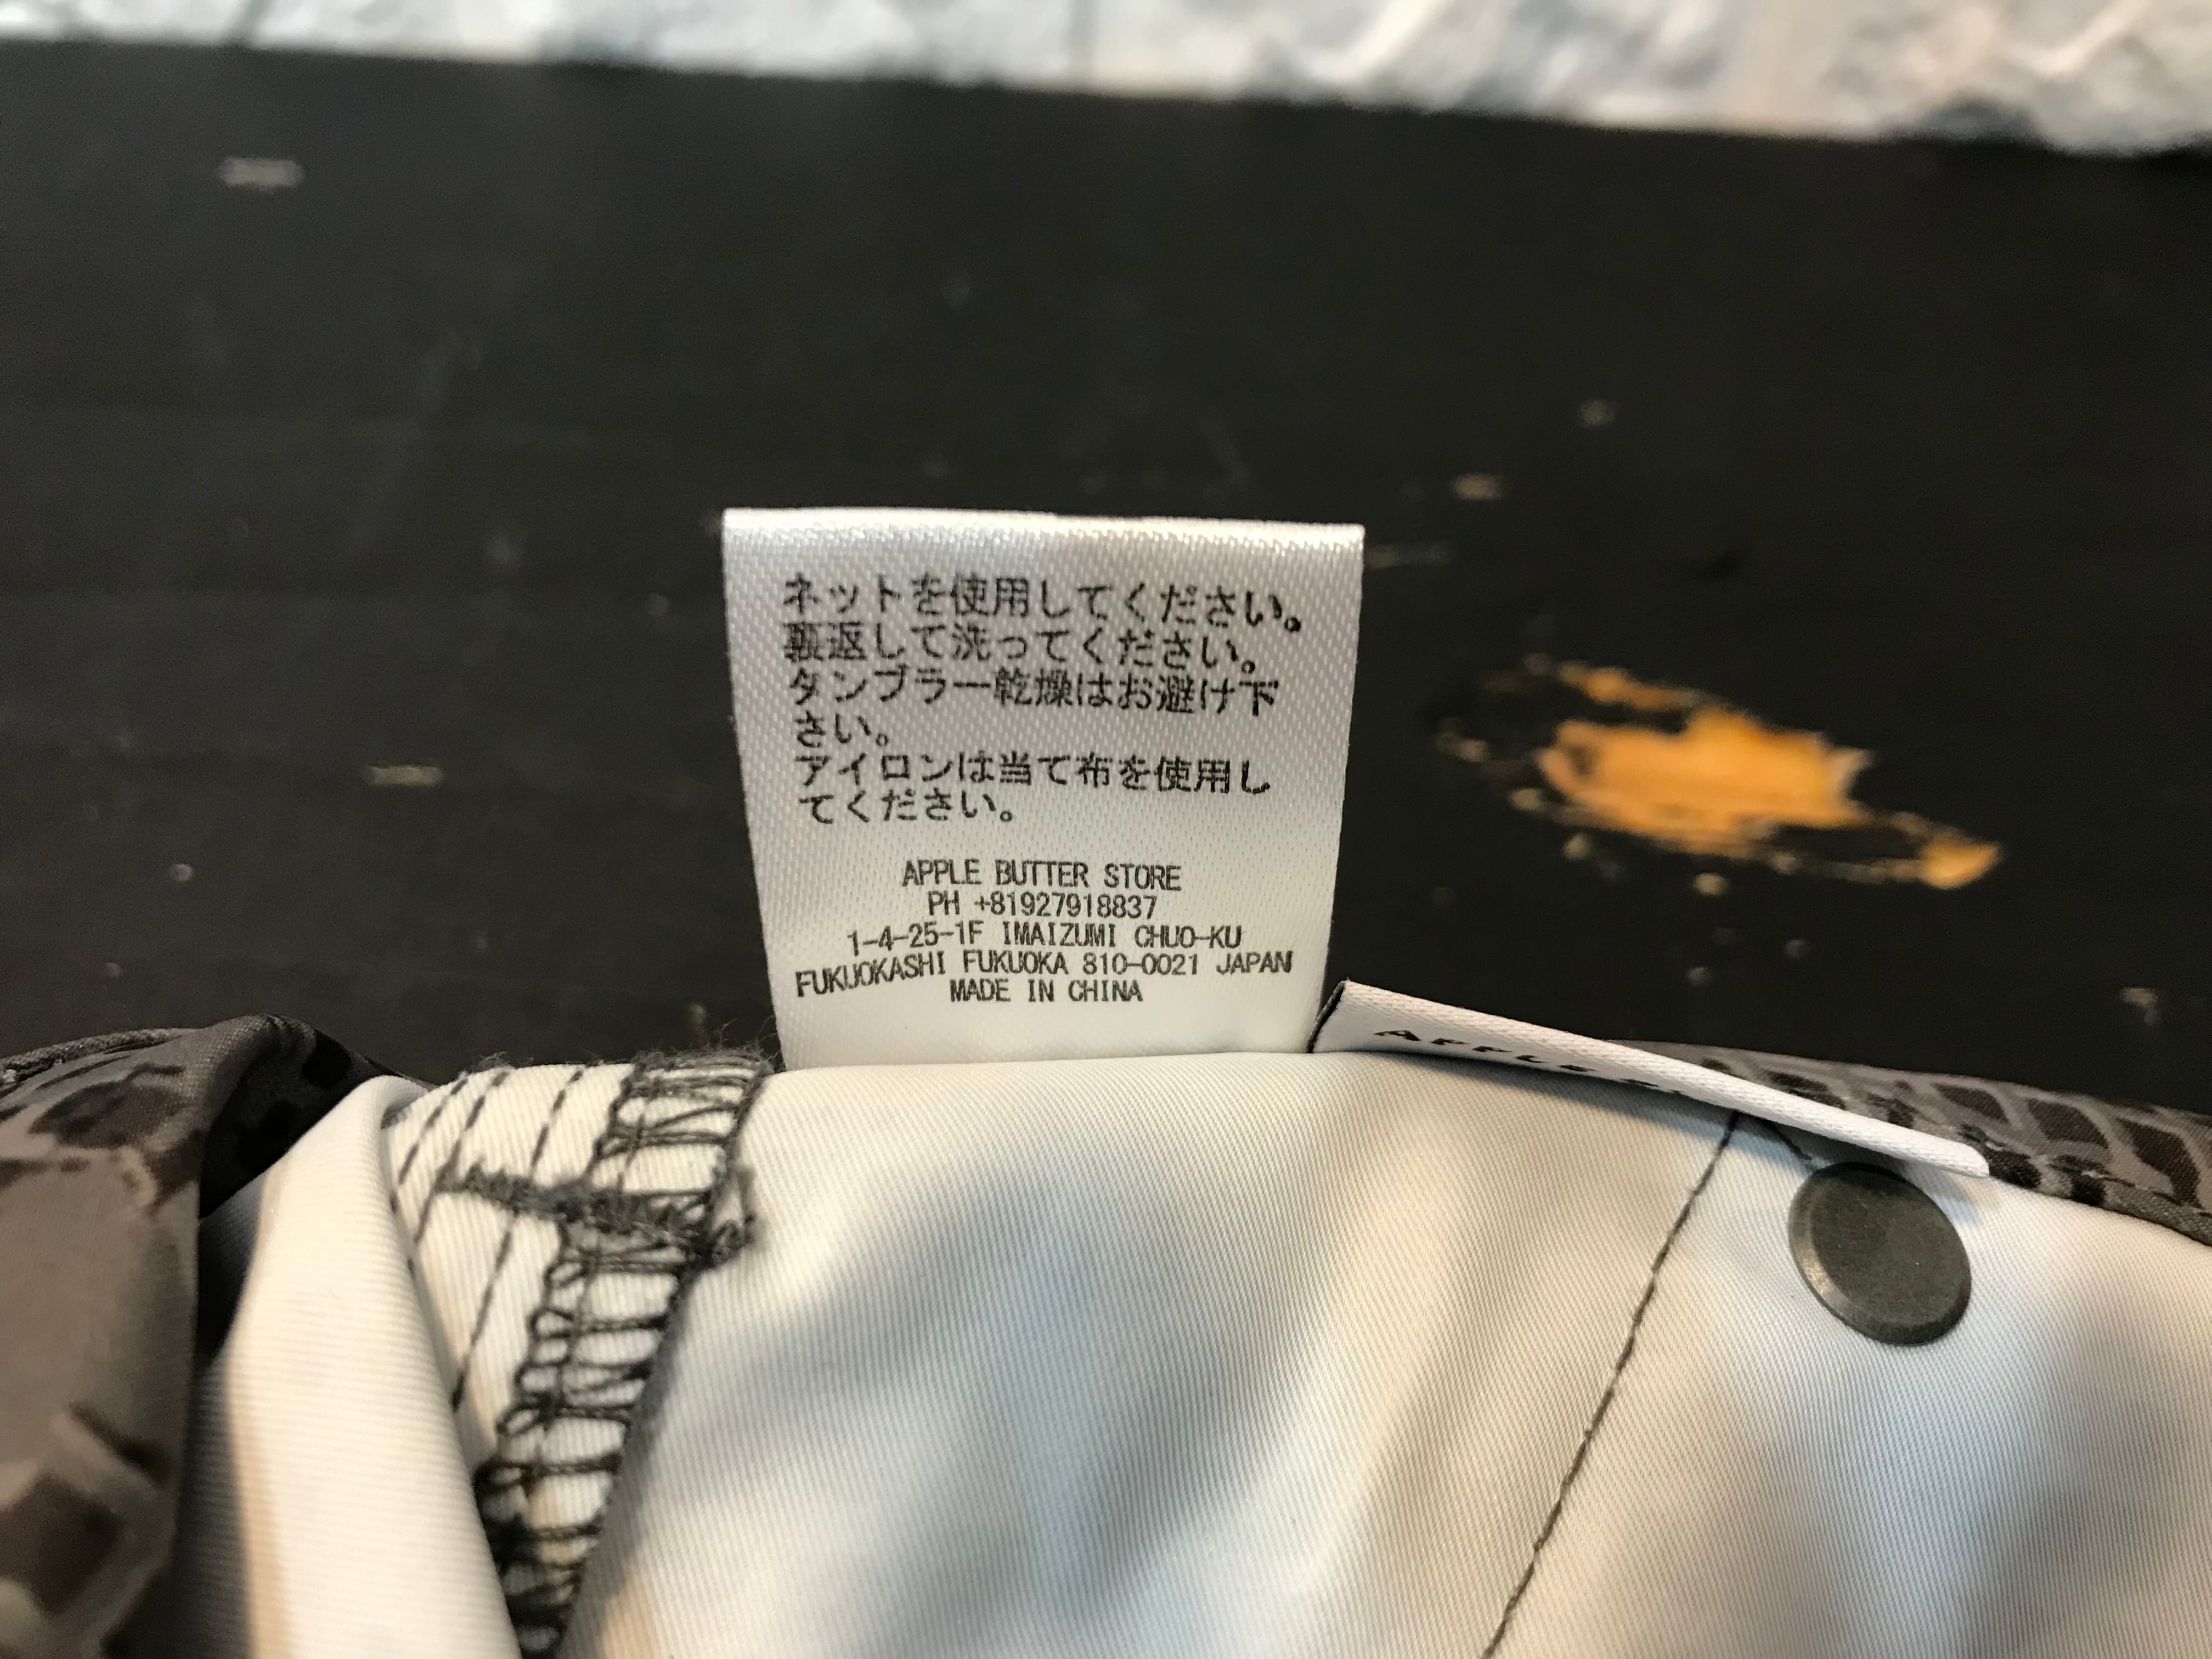 ネットを使用してください。
裏返して洗ってください。
タンブラー乾燥はお避け下
さい。
アイロンは当て布を使用し
てください。
APPLE BUTTER STORE
PH +81927918837
1-4-25-1F IMAIZUMI CHUO-KU
FUKUOKASHI FUKUOKA 810-0021 JAPAN
MADE IN CHINA
APPLE